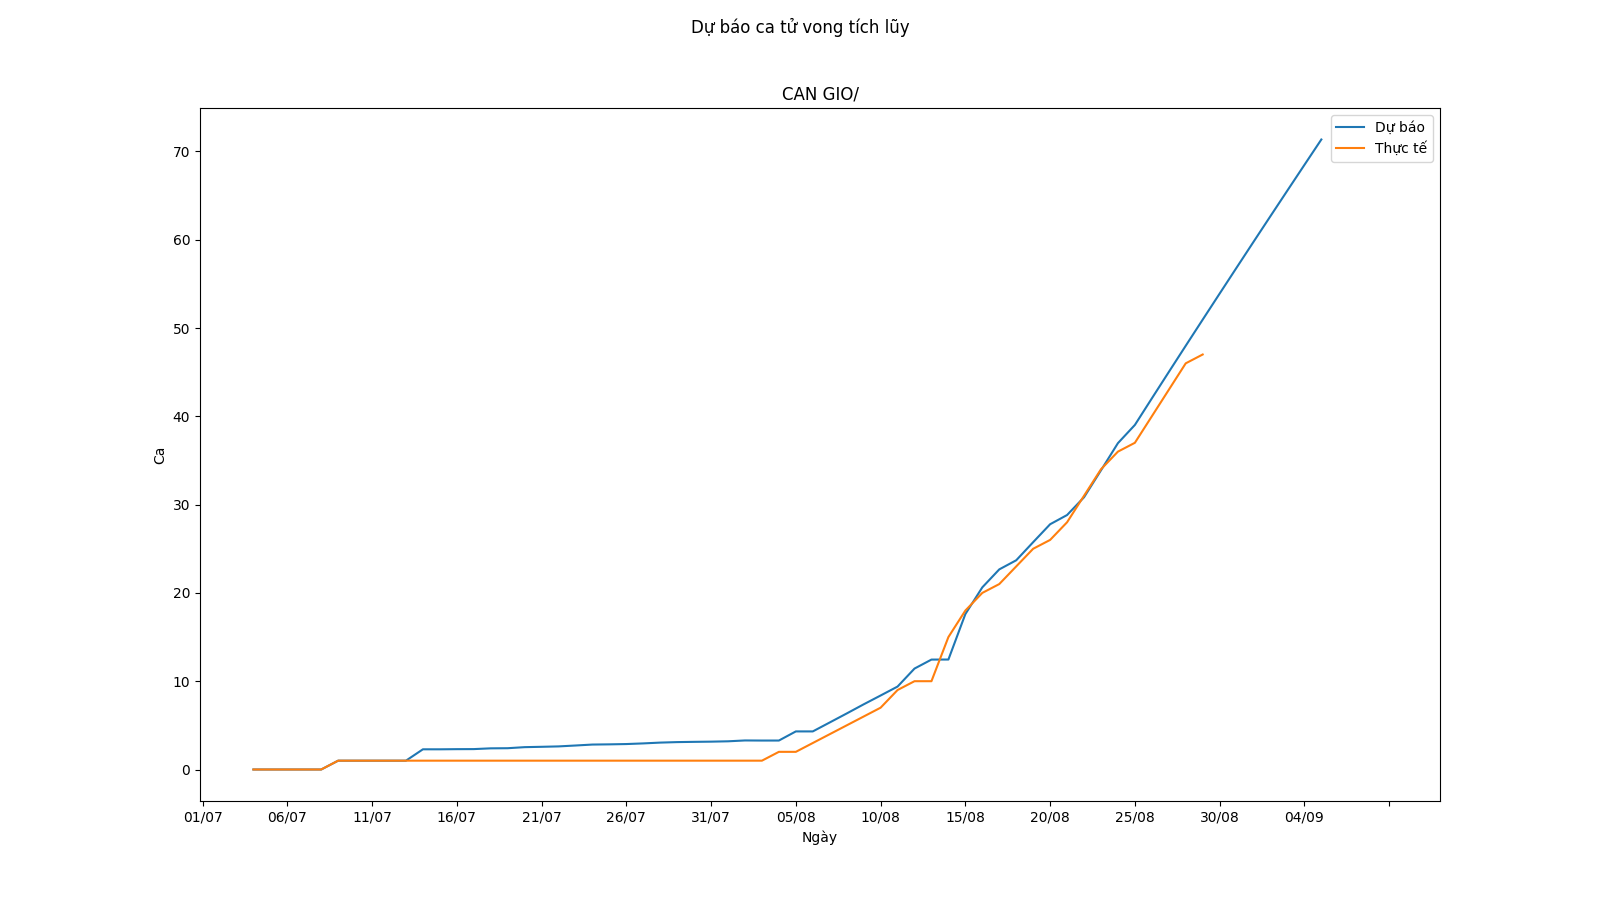 Dự báo ca tử vong tích lũy
CAN GIO/
Dự báo
Thực tế
70
60
50
40
30
20
10
0
Ca
01/07 06/07 11/07 16/07 21/07 26/07 31/07 05/08 10/08 15/08 20/08 25/08 30/08 04/09
Ngày